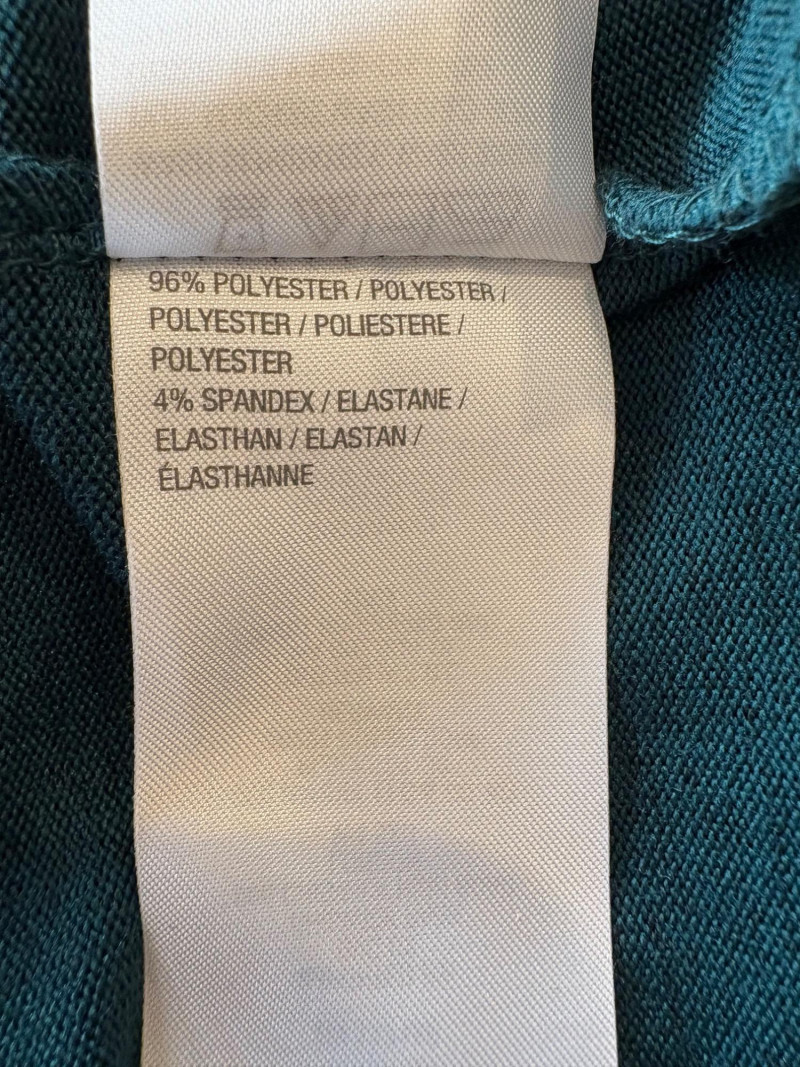 96% POLYESTER / POLYESTER /
POLYESTER / POLIESTERE /
POLYESTER
4% SPANDEX / ELASTANE /
ELASTHAN / ELASTAN /
ÉLASTHANNE